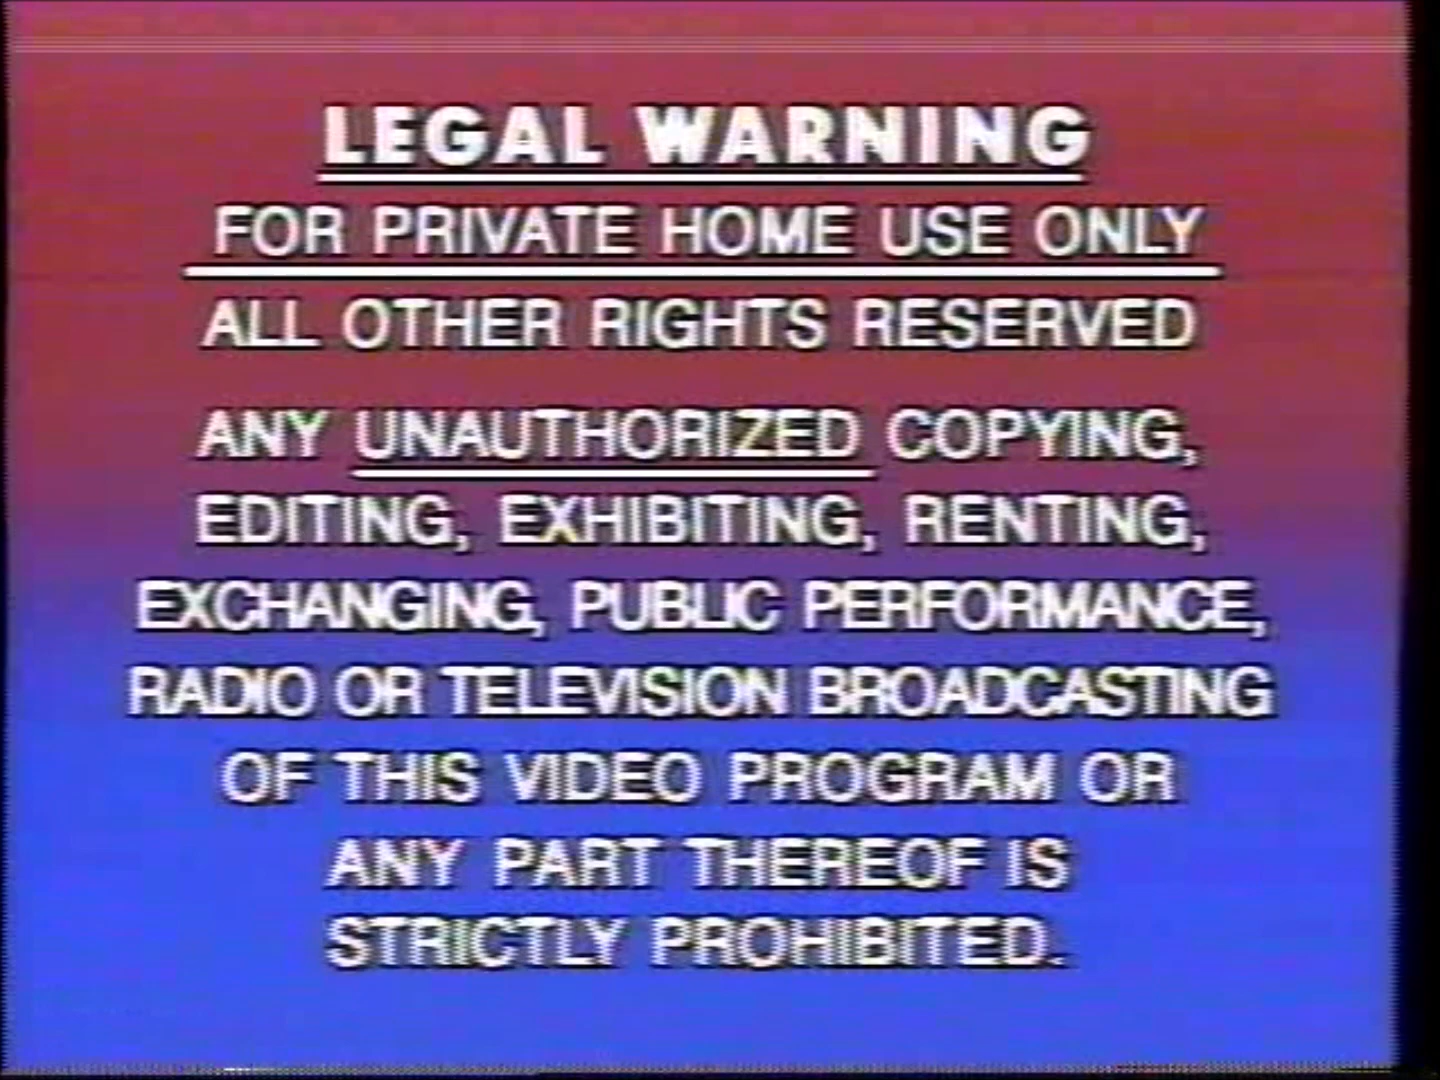 LEGAL WARNING
FOR PRIVATE HOME USE ONLY
ALL OTHER RIGHTS RESERVED
ANY UNAUTHORIZED COPYING,
EDITING, EXHIBITING, RENTING,
EXCHANGING, PUBLIC PERFORMANCE,
RADIO OR TELEVISION BROADCASTING
OF THIS VIDEO PROGRAM OR
ANY PART THEREOF IS
STRICTLY PROHIBITED.